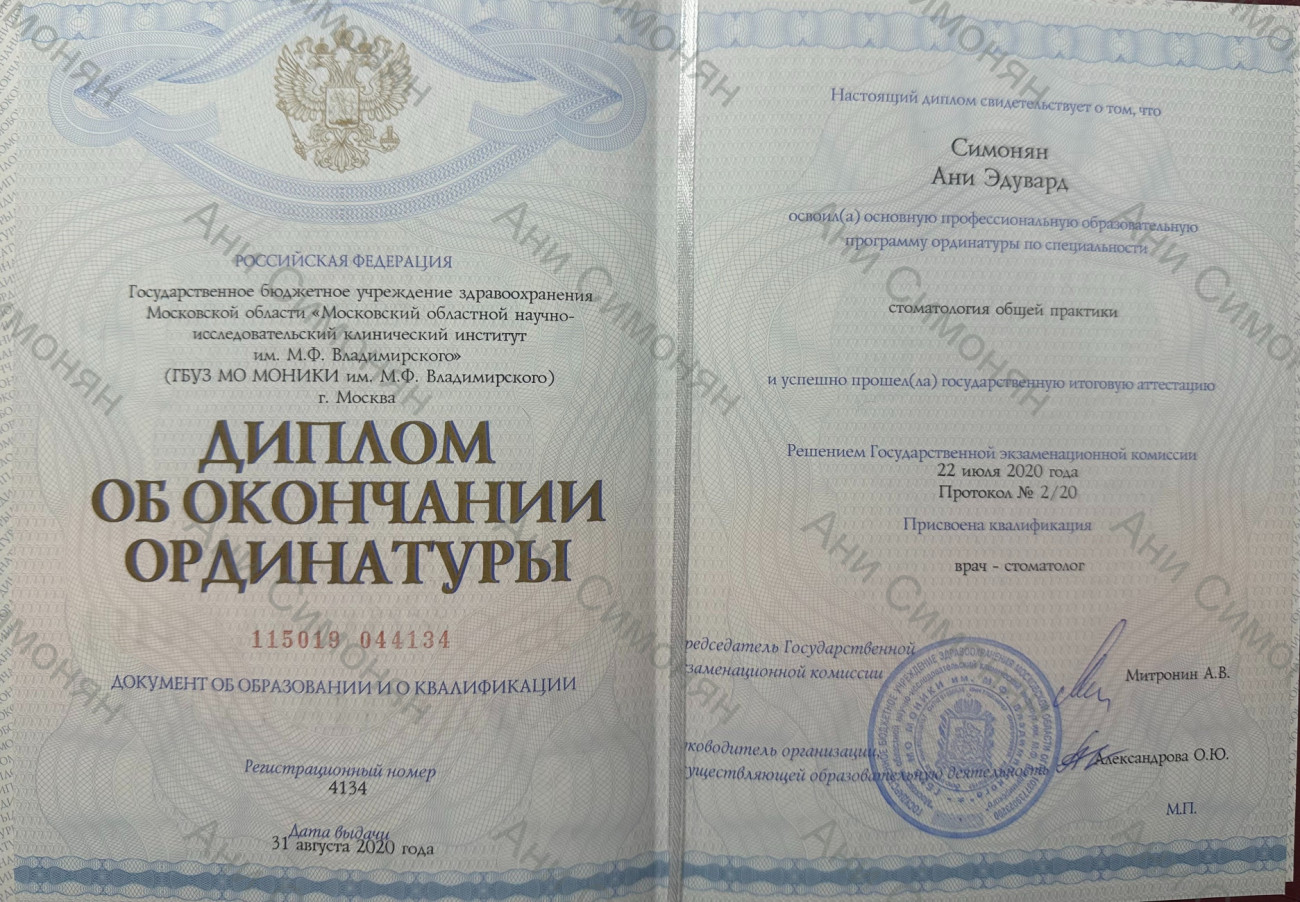 РОССИЙСКАЯ ФЕДЕРАЦИЯ
Государственное бюджетное учреждение здравоохранения
Московской области «Московский областной научно-
исследовательский клинический институт
им. М.Ф. Владимирского»
(ГБУЗ МО МОНИКИ им. М.Ф. Владимирского)
г. Москва
ДИПЛОМ
ОБ ОКОНЧАНИИ
ОРДИНАТУРЫ
115019 044134
ДОКУМЕНТ ОБ ОБРАЗОВАНИИ И О КВАЛИФИКАЦИИ
Регистрационный номер
4134
Дата выдачи
31 августа 2020 года
Настоящий диплом свидетельствует о том, что
Симонян
Ани Эдувард
освоил(а) основную профессиональную образовательную
программу ординатуры по специальности
стоматология общей практики
и успешно прошел(ла) государственную итоговую аттестацию
Решением Государственной экзаменационной комиссии
22 июля 2020 года
Протокол № 2/20
Присвоена квалификация
врач - стоматолог
редседатель Государственной
заменационной комиссии
Митронин А.В.
ководитель организации,
уществляющей образовательную деятельность
Александрова О.Ю.
М.П.
Ани Симонян